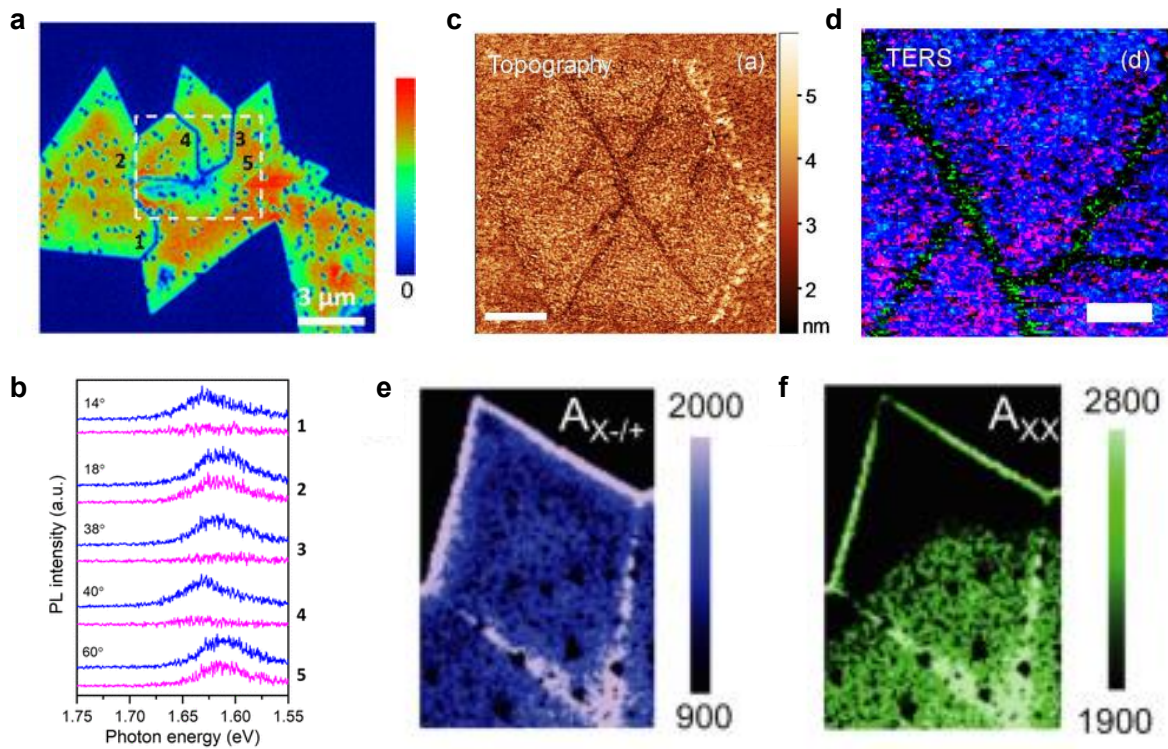 a
2
4
3
5
1
3 μm
0
c
Topography
(a)
5
4
3
2
nm
d
TERS
(d)
b
PL intensity (a.u.)
14°
1
18°
2
38°
3
40°
4
60°
5
1.75 1.70 1.65 1.60 1.55
Photon energy (eV)
e
AX-/+
2000
900
f
AXX
2800
1900